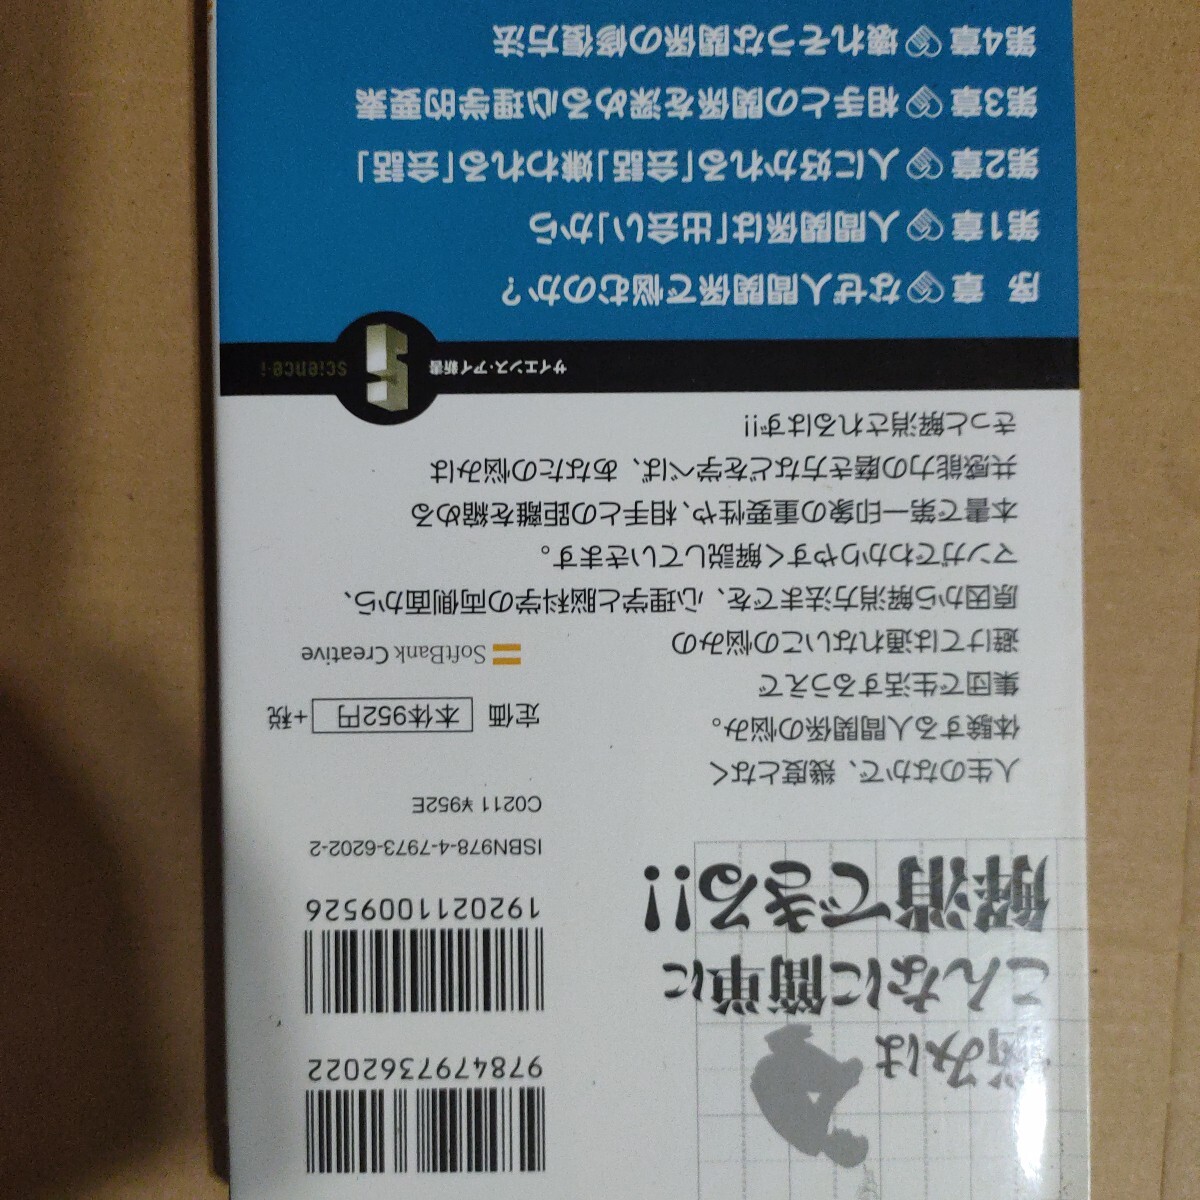 悩みは
こんなに簡単に
解消できる!!
人生のなかで、幾度となく
体験する人間関係の悩み。
集団で生活するうえで
避けては通れないこの悩みの
原因から解消方法までを、心理学と脳科学の両側面から、
マンガでわかりやすく解説していきます。
本書で第一印象の重要性や、相手との距離を縮める
共感能力の磨き方などを学べば、あなたの悩みは
きっと解消されるはず!!
9784797362022
1920211009526
ISBN978-4-7973-6202-2
C0211 ¥952E
定価 本体952円 +税
SoftBank Creative
サイエンス・アイ新書
science・i
序 章 なぜ人間関係で悩むのか?
第1章 人間関係は「出会い」から
第2章 人に好かれる「会話」嫌われる「会話」
第3章 相手との関係を深める心理学的要素
第4章 壊れそうな関係の修復方法